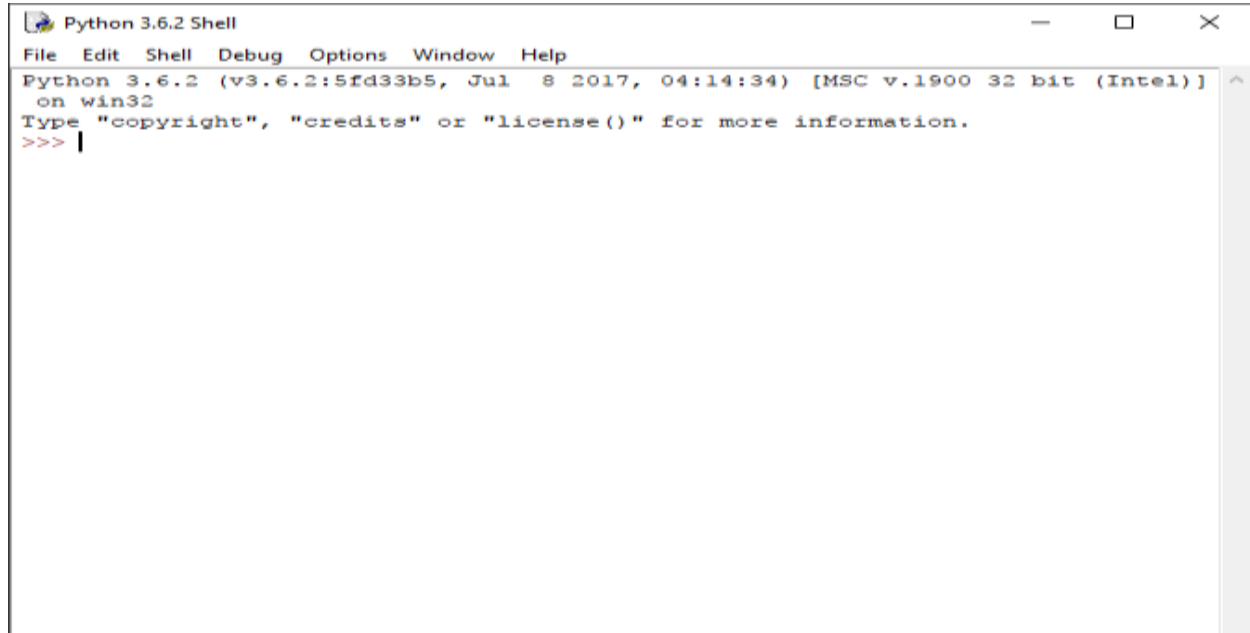 Python 3.6.2 Shell
File Edit Shell Debug Options Window Help
Python 3.6.2 (v3.6.2:5fd33b5, Jul  8 2017, 04:14:34) [MSC v.1900 32 bit (Intel)]
 on win32
Type "copyright", "credits" or "license()" for more information.
>>>